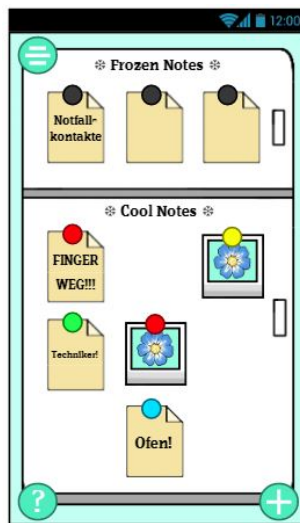 12:00
❄ Frozen Notes ❄
Notfall-
kontakte
❄ Cool Notes ❄
FINGER
WEG!!!
Techniker!
Ofen!
?
+